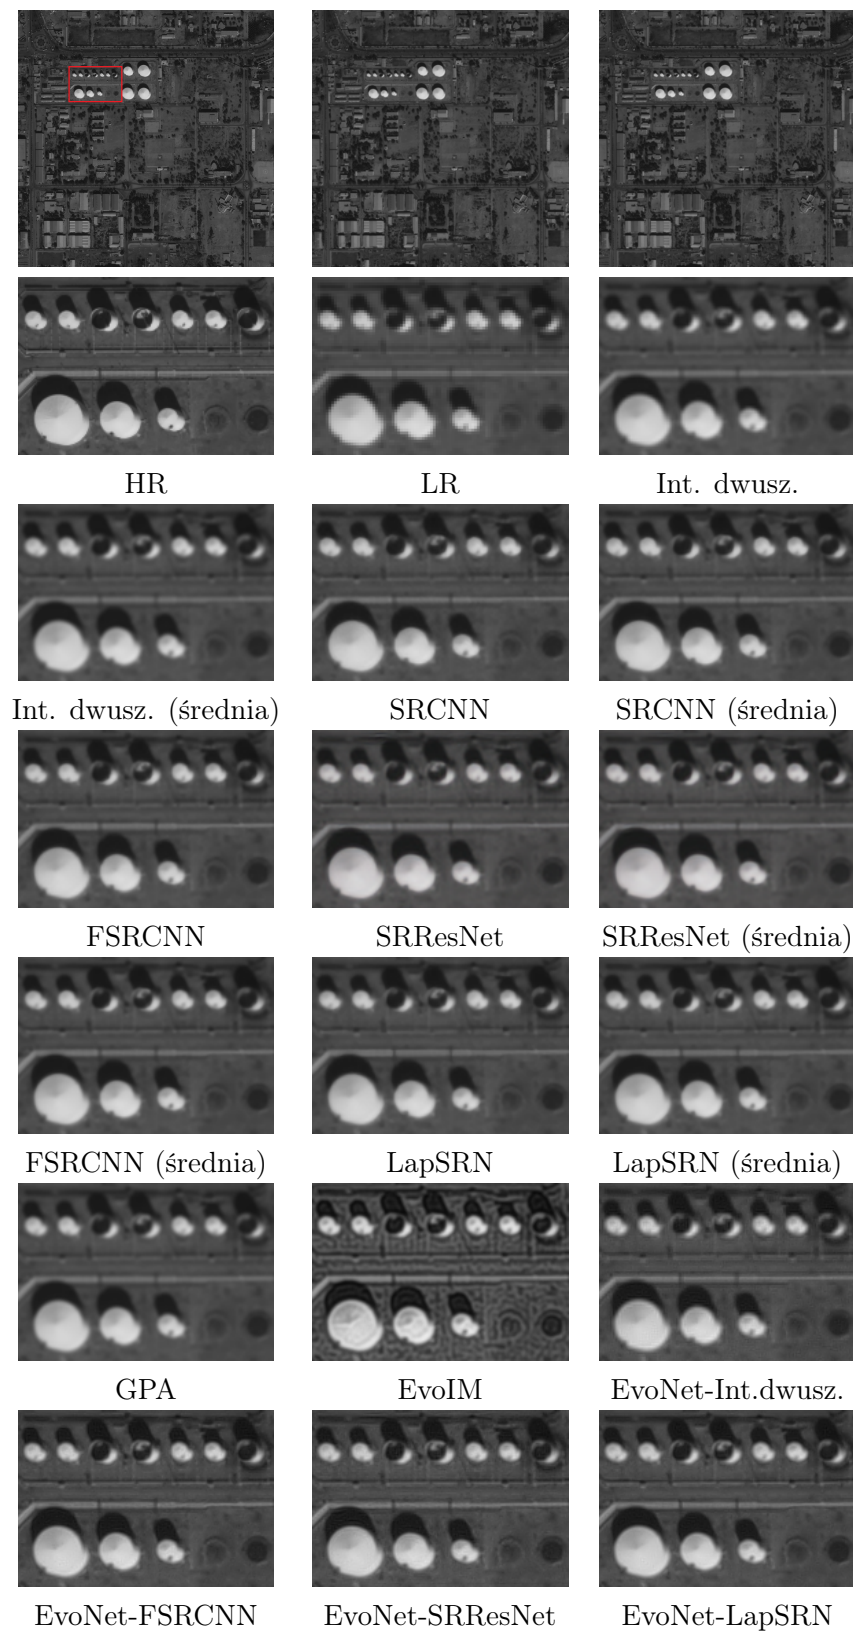 HR
LR
Int. dwusz.
Int. dwusz. (średnia)
SRCNN
SRCNN (średnia)
FSRCNN
SRResNet
SRResNet (średnia)
FSRCNN (średnia)
LapSRN
LapSRN (średnia)
GPA
EvoIM
EvoNet-Int.dwusz.
EvoNet-FSRCNN
EvoNet-SRResNet
EvoNet-LapSRN